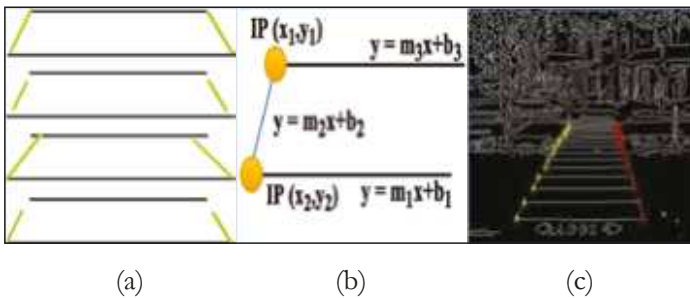 IP (x₁,y₁)
y = m₃x+b₃
y = m₂x+b₂
IP (x₂,y₂)
y = m₁x+b₁
(a)
(b)
(c)